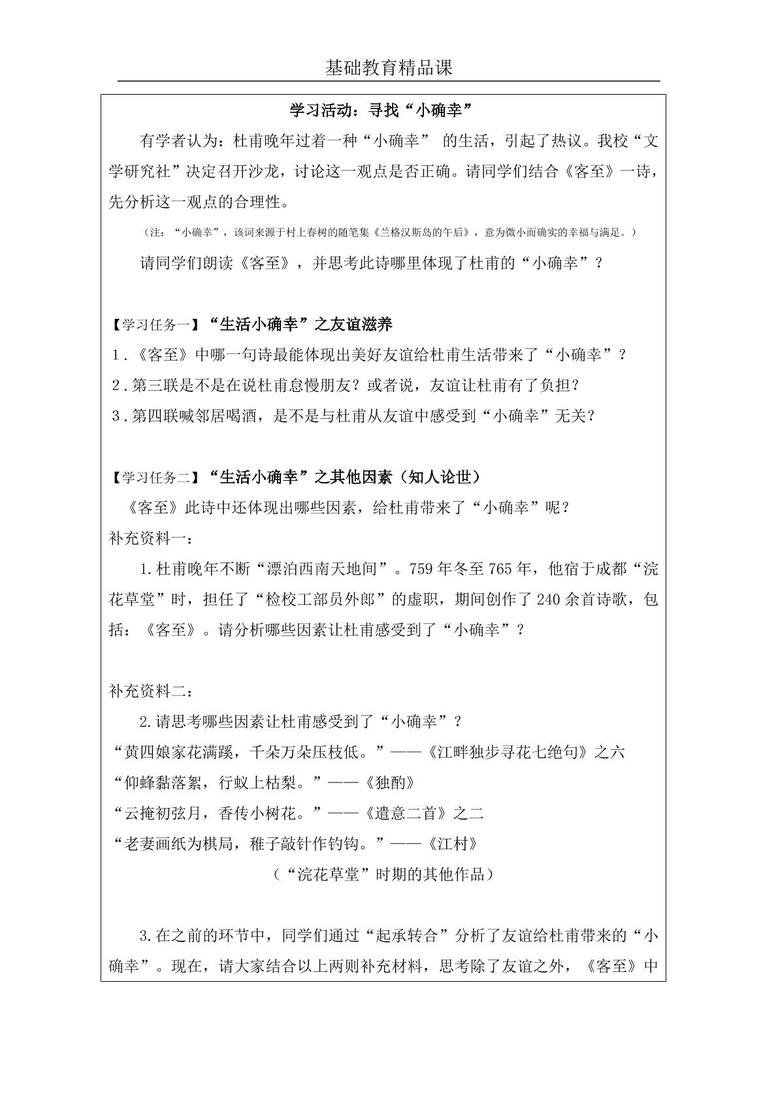 基础教育精品课
学习活动：寻找“小确幸”
有学者认为：杜甫晚年过着一种“小确幸” 的生活，引起了热议。我校“文
学研究社”决定召开沙龙，讨论这一观点是否正确。请同学们结合《客至》一诗，
先分析这一观点的合理性。
（注：“小确幸”，该词来源于村上春树的随笔集《兰格汉斯岛的午后》，意为微小而确实的幸福与满足。）
请同学们朗读《客至》，并思考此诗哪里体现了杜甫的“小确幸”？
【学习任务一】“生活小确幸”之友谊滋养
１.《客至》中哪一句诗最能体现出美好友谊给杜甫生活带来了“小确幸”？
２.第三联是不是在说杜甫怠慢朋友？或者说，友谊让杜甫有了负担？
３.第四联喊邻居喝酒，是不是与杜甫从友谊中感受到“小确幸”无关？
【学习任务二】“生活小确幸”之其他因素（知人论世）
《客至》此诗中还体现出哪些因素，给杜甫带来了“小确幸”呢？
补充资料一：
1.杜甫晚年不断“漂泊西南天地间”。759 年冬至 765 年，他宿于成都“浣
花草堂”时，担任了“检校工部员外郎”的虚职，期间创作了 240 余首诗歌，包
括：《客至》。请分析哪些因素让杜甫感受到了“小确幸”？
补充资料二：
2.请思考哪些因素让杜甫感受到了“小确幸”？
“黄四娘家花满蹊，千朵万朵压枝低。”——《江畔独步寻花七绝句》之六
“仰蜂黏落絮，行蚁上枯梨。”——《独酌》
“云掩初弦月，香传小树花。”——《遣意二首》之二
“老妻画纸为棋局，稚子敲针作钓钩。”——《江村》
（“浣花草堂”时期的其他作品）
3.在之前的环节中，同学们通过“起承转合”分析了友谊给杜甫带来的“小
确幸”。现在，请大家结合以上两则补充材料，思考除了友谊之外，《客至》中